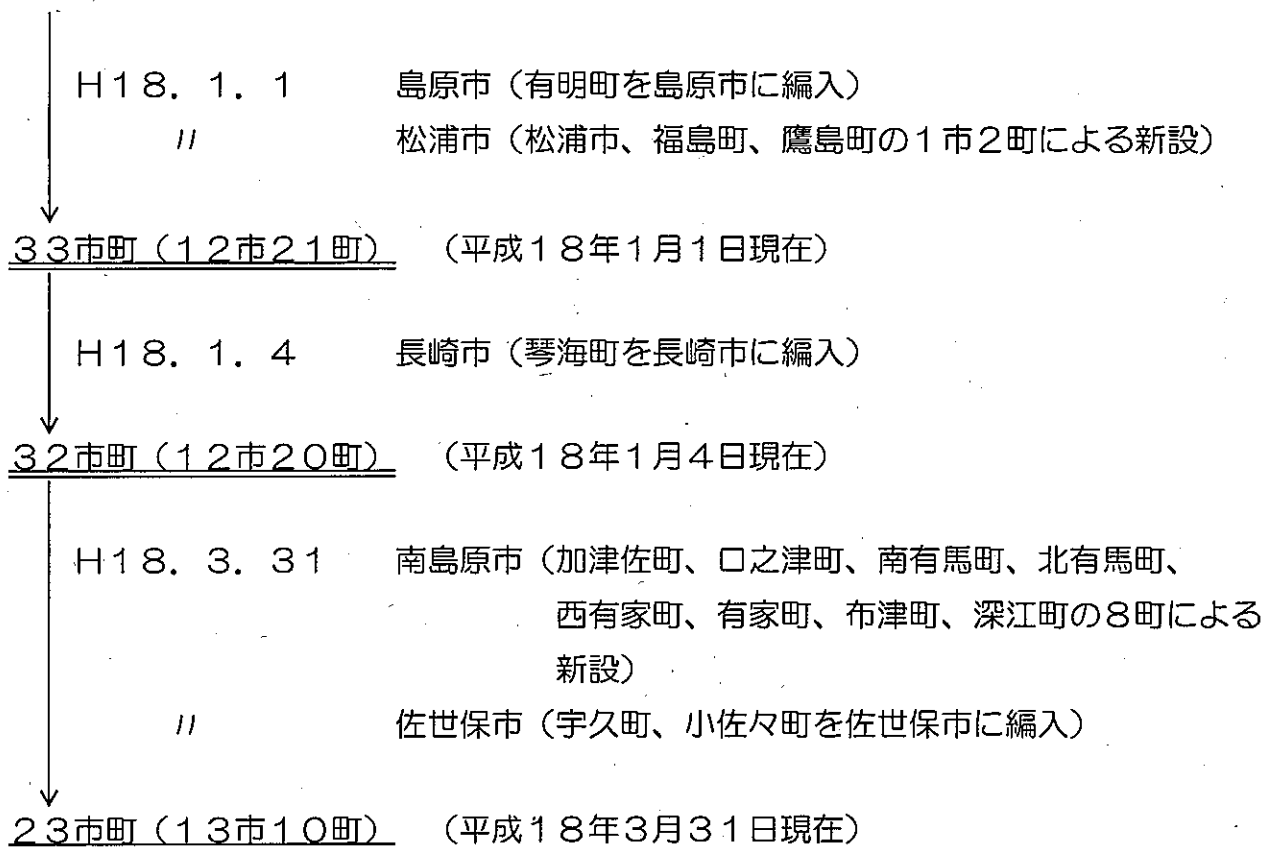 H18．1．1　島原市（有明町を島原市に編入）
〃　松浦市（松浦市、福島町、鷹島町の1市2町による新設）
33市町（12市21町）　（平成18年1月1日現在）
H18．1．4　長崎市（琴海町を長崎市に編入）
32市町（12市20町）　（平成18年1月4日現在）
H18．3．31　南島原市（加津佐町、口之津町、南有馬町、北有馬町、
西有家町、有家町、布津町、深江町の8町による
新設）
〃　佐世保市（宇久町、小佐々町を佐世保市に編入）
23市町（13市10町）　（平成18年3月31日現在）